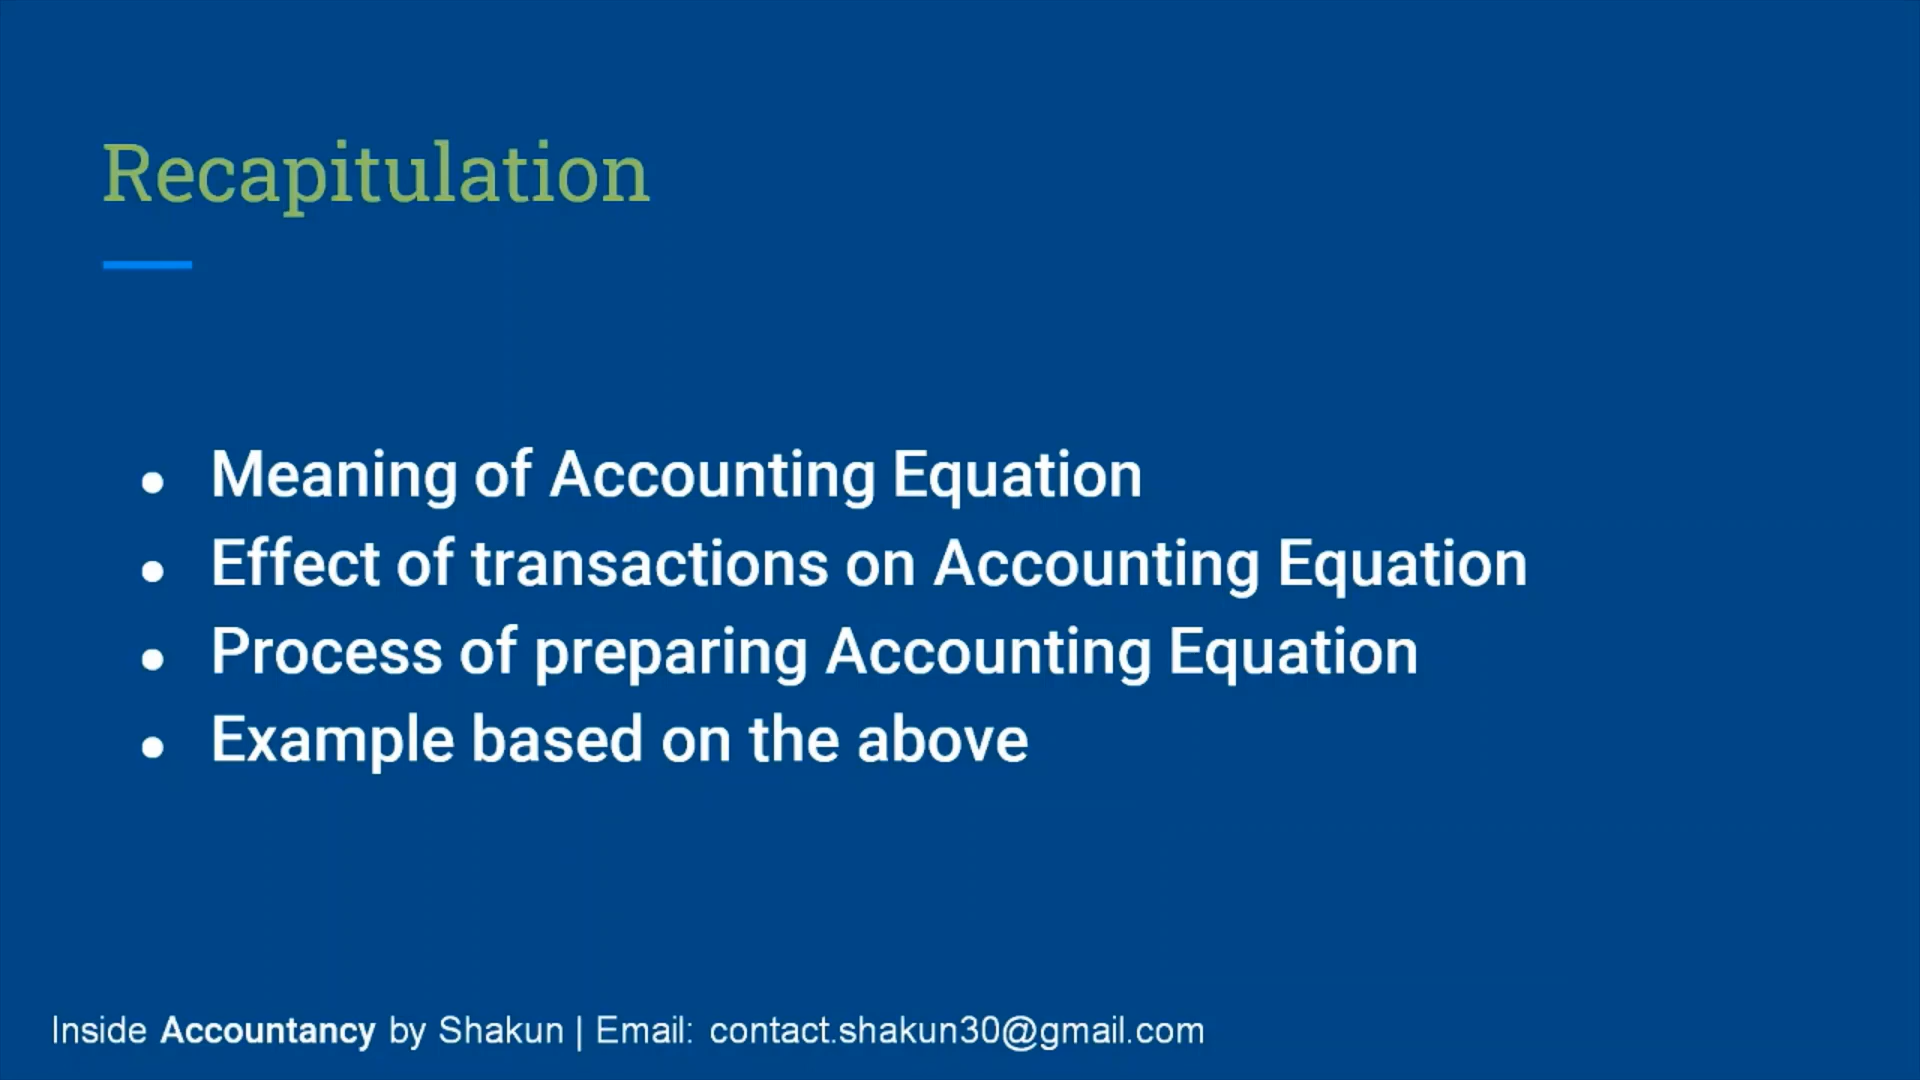 Recapitulation
● Meaning of Accounting Equation
● Effect of transactions on Accounting Equation
● Process of preparing Accounting Equation
● Example based on the above
Inside Accountancy by Shakun | Email: contact.shakun30@gmail.com